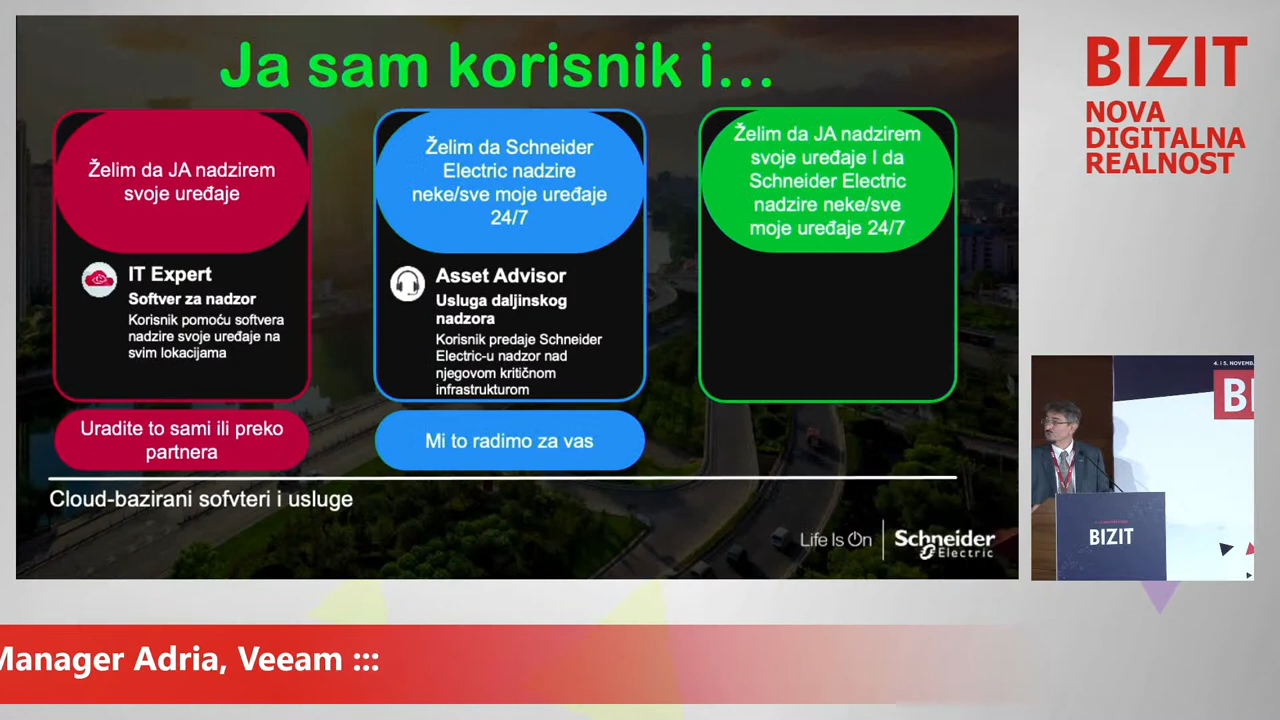 Ja sam korisnik i...
Želim da JA nadzirem
svoje uređaje
IT Expert
Softver za nadzor
Korisnik pomoću softvera
nadzire svoje uređaje na
svim lokacijama
Uradite to sami ili preko
partnera
Želim da Schneider
Electric nadzire
neke/sve moje uređaje
24/7
Asset Advisor
Usluga daljinskog
nadzora
Korisnik predaje Schneider
Electric-u nadzor nad
njegovom kritičnom
infrastrukturom
Mi to radimo za vas
Želim da JA nadzirem
svoje uređaje I da
Schneider Electric
nadzire neke/sve
moje uređaje 24/7
Cloud-bazirani sofvteri i usluge
Life Is On
Schneider
Electric
BIZIT
NOVA
DIGITALNA
REALNOST
4. I 5. NOVEMB
BI
BIZIT
Manager Adria, Veeam :::